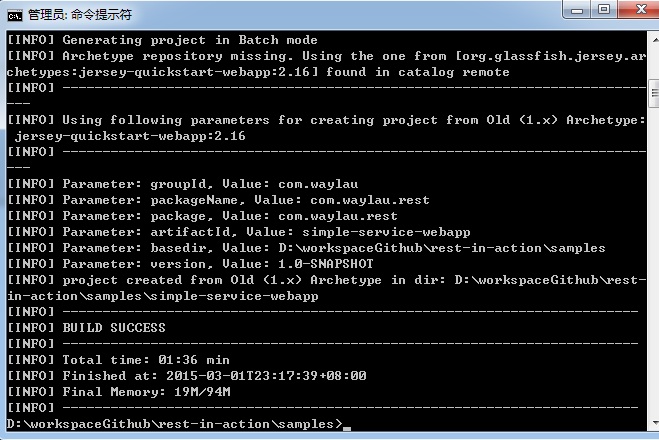 管理员: 命令提示符
[INFO] Generating project in Batch mode
[INFO] Archetype repository missing. Using the one from [org.glassfish.jersey.ar
chetypes:jersey-quickstart-webapp:2.16] found in catalog remote
[INFO] ------------------------------------------------------------------------
---
[INFO] Using following parameters for creating project from Old (1.x) Archetype:
 jersey-quickstart-webapp:2.16
[INFO] ------------------------------------------------------------------------
---
[INFO] Parameter: groupId, Value: com.waylau
[INFO] Parameter: packageName, Value: com.waylau.rest
[INFO] Parameter: package, Value: com.waylau.rest
[INFO] Parameter: artifactId, Value: simple-service-webapp
[INFO] Parameter: basedir, Value: D:\workspaceGithub\rest-in-action\samples
[INFO] Parameter: version, Value: 1.0-SNAPSHOT
[INFO] project created from Old (1.x) Archetype in dir: D:\workspaceGithub\rest-
in-action\samples\simple-service-webapp
[INFO] ------------------------------------------------------------------------
[INFO] BUILD SUCCESS
[INFO] ------------------------------------------------------------------------
[INFO] Total time: 01:36 min
[INFO] Finished at: 2015-03-01T23:17:39+08:00
[INFO] Final Memory: 19M/94M
[INFO] ------------------------------------------------------------------------
D:\workspaceGithub\rest-in-action\samples>